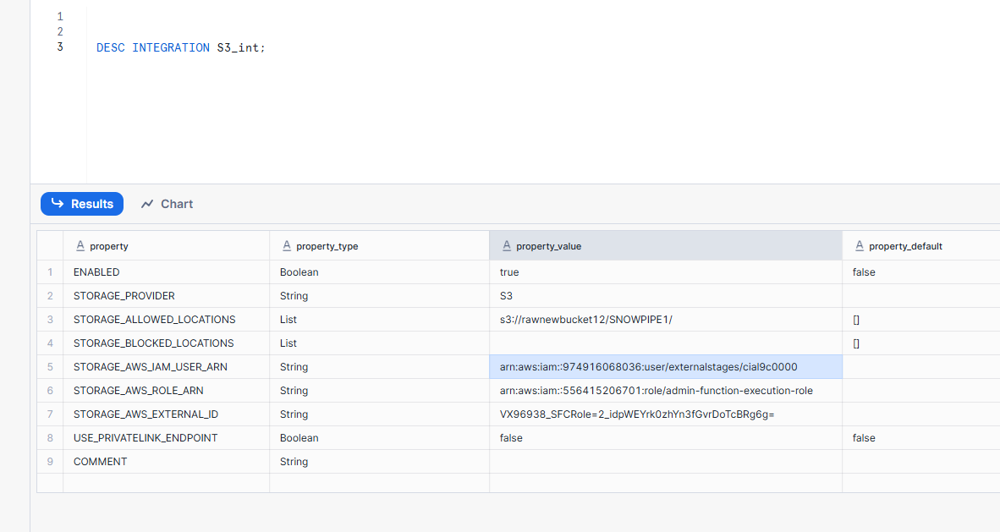 1
2
3 DESC INTEGRATION S3_int;
Results Chart
A property A property_type A property_value A property_default
1 ENABLED Boolean true false
2 STORAGE_PROVIDER String S3
3 STORAGE_ALLOWED_LOCATIONS List s3://rawnewbucket12/SNOWPIPE1/ []
4 STORAGE_BLOCKED_LOCATIONS List []
5 STORAGE_AWS_IAM_USER_ARN String arn:aws:iam::974916068036:user/externalstages/cial9c0000
6 STORAGE_AWS_ROLE_ARN String arn:aws:iam::556415206701:role/admin-function-execution-role
7 STORAGE_AWS_EXTERNAL_ID String VX96938_SFCRole=2_idpWEYrk0zhYn3fGvrDoTcBRg6g=
8 USE_PRIVATELINK_ENDPOINT Boolean false false
9 COMMENT String